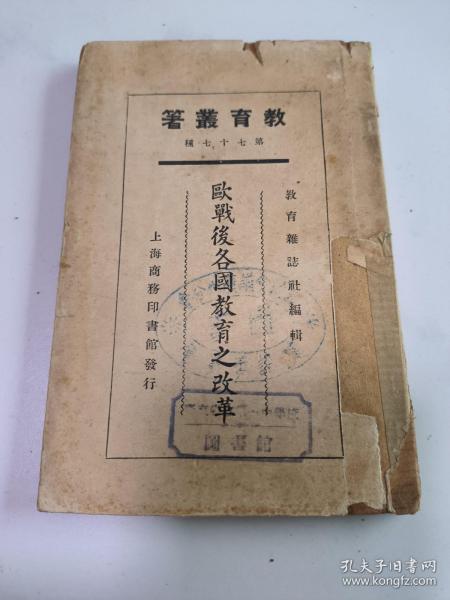 教育叢著
第七十七種
教育雜誌社編輯
歐戰後各國教育之改革
上海商務印書館發行
圖書館
孔夫子旧书网
www.kongfz.com